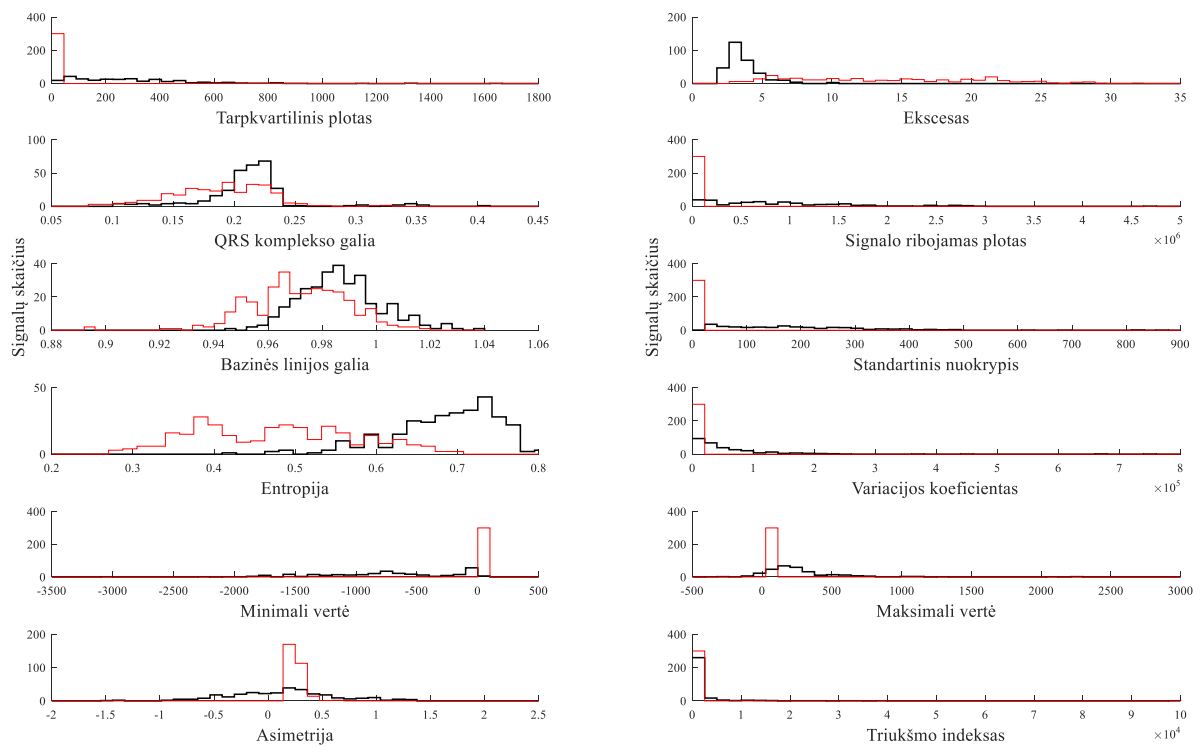 400
200
0
0 200 400 600 800 1000 1200 1400 1600 1800
Tarpkvartilinis plotas
100
50
0
0.05 0.1 0.15 0.2 0.25 0.3 0.35 0.4 0.45
QRS komplekso galia
Signalų skaičius
40
20
0
0.88 0.9 0.92 0.94 0.96 0.98 1 1.02 1.04 1.06
Bazinės linijos galia
50
0
0.2 0.3 0.4 0.5 0.6 0.7 0.8
Entropija
400
200
0
-3500 -3000 -2500 -2000 -1500 -1000 -500 0 500
Minimali vertė
200
100
0
-2 -1.5 -1 -0.5 0 0.5 1 1.5 2 2.5
Asimetrija
200
100
0
0 5 10 15 20 25 30 35
Ekscesas
400
200
0
0 0.5 1 1.5 2 2.5 3 3.5 4 4.5 5
Signalo ribojamas plotas ×10⁶
Signalų skaičius
400
200
0
0 100 200 300 400 500 600 700 800 900
Standartinis nuokrypis
400
200
0
0 1 2 3 4 5 6 7 8
Variacijos koeficientas ×10⁵
400
200
0
-500 0 500 1000 1500 2000 2500 3000
Maksimali vertė
400
200
0
0 1 2 3 4 5 6 7 8 9 10
Triukšmo indeksas ×10⁴